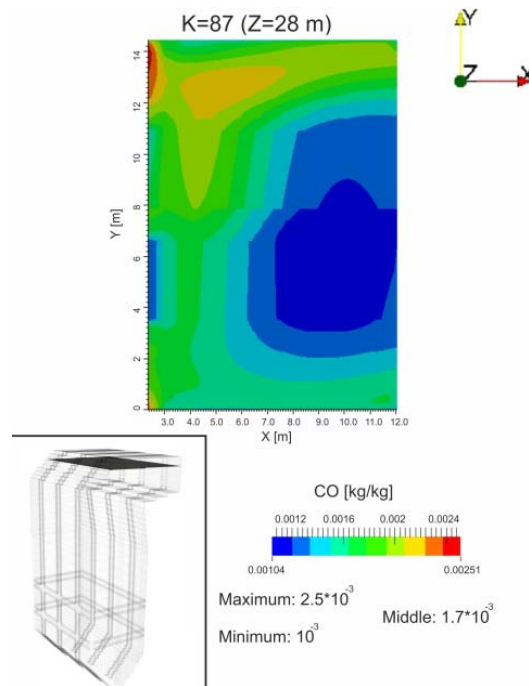 K=87 (Z=28 m)
Y
Z
X
14
12
10
8
6
4
2
0
Y [m]
3.0 4.0 5.0 6.0 7.0 8.0 9.0 10.0 11.0 12.0
X [m]
CO [kg/kg]
0.0012 0.0016 0.002 0.0024
0.00104 0.00251
Maximum: 2.5*10⁻³
Middle: 1.7*10⁻³
Minimum: 10⁻³